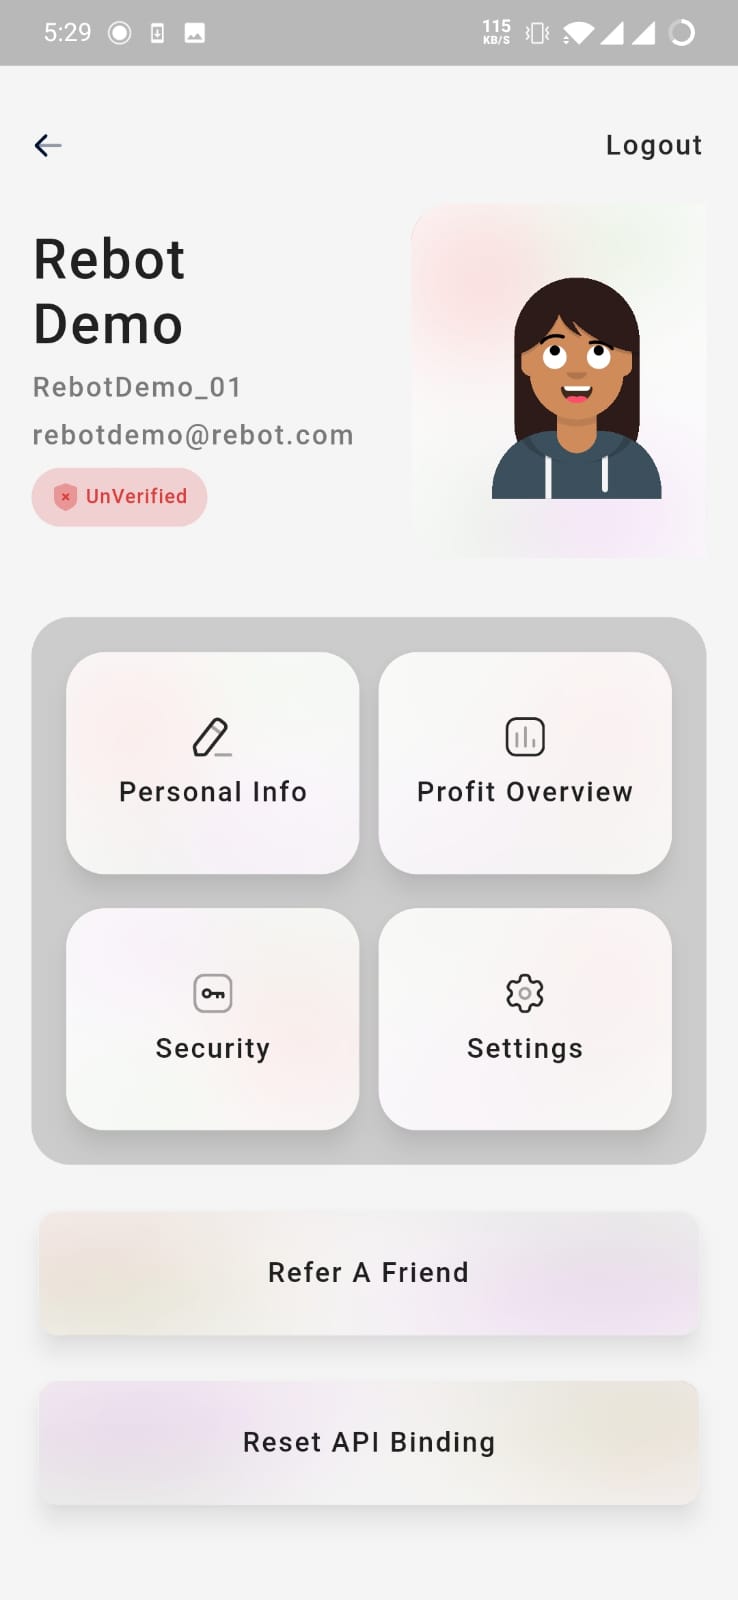 5:29
115
KB/S
Logout
Rebot
Demo
RebotDemo_01
rebotdemo@rebot.com
UnVerified
Personal Info
Profit Overview
Security
Settings
Refer A Friend
Reset API Binding